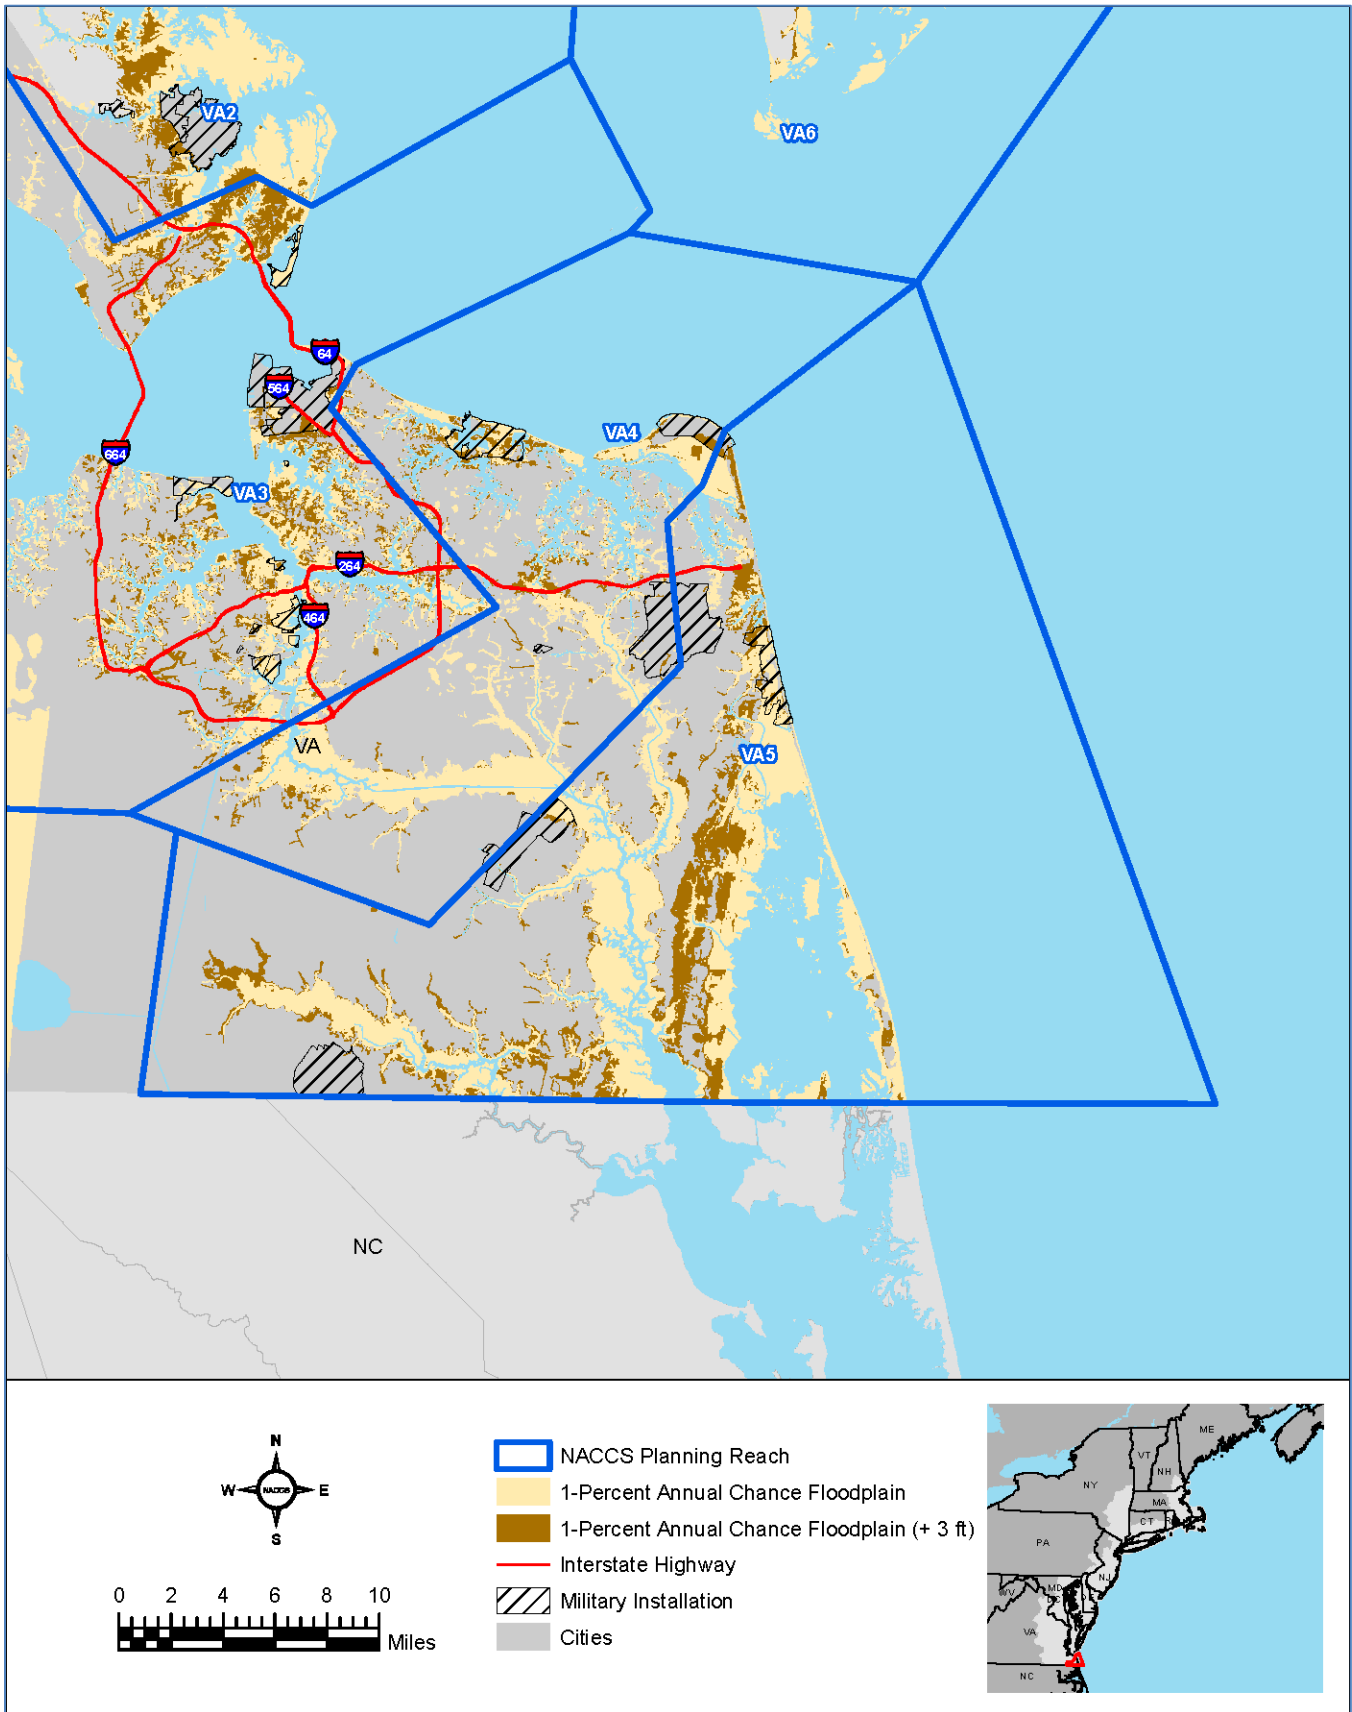 VA2
VA6
64
564
VA4
664
VA3
264
464
VA
VA5
NC
N
W
NACCS
E
S
0 2 4 6 8 10
Miles
NACCS Planning Reach
1-Percent Annual Chance Floodplain
1-Percent Annual Chance Floodplain (+ 3 ft)
Interstate Highway
Military Installation
Cities
ME
VT
NH
NY
MA
CT
PA
NJ
WV
MD
VA
NC